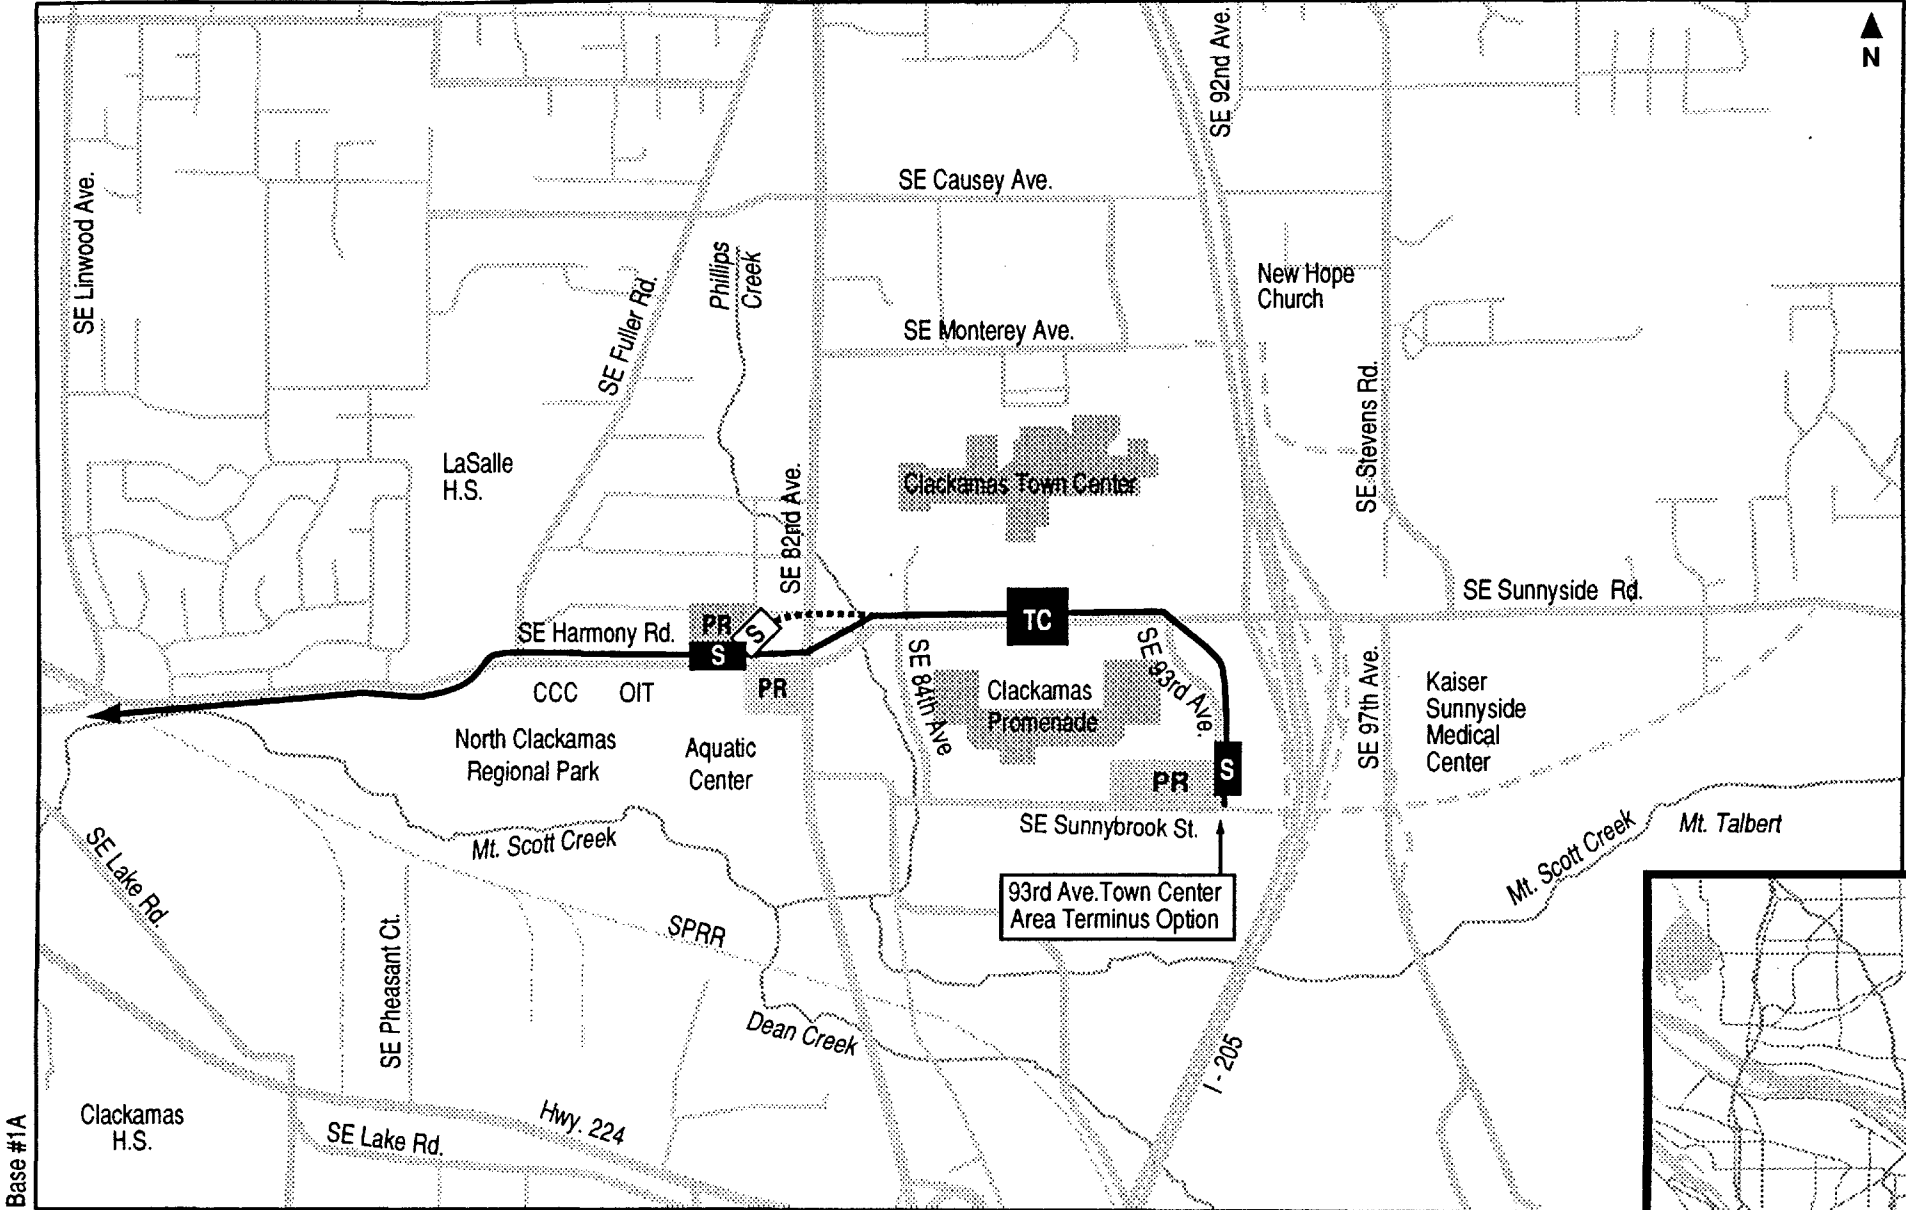 N
SE 92nd Ave.
SE Causey Ave.
SE Linwood Ave.
Phillips
Creek
New Hope
Church
SE Fuller Rd.
SE Monterey Ave.
SE Stevens Rd.
LaSalle
H.S.
Clackamas Town Center
SE 82nd Ave.
SE Sunnyside Rd.
SE Harmony Rd.
PR
S
S
TC
CCC
OIT
PR
SE 84th Ave
Clackamas
Promenade
SE 93rd Ave.
SE 97th Ave.
Kaiser
Sunnyside
Medical
Center
North Clackamas
Regional Park
Aquatic
Center
PR
S
SE Sunnybrook St.
Mt. Scott Creek
Mt. Scott Creek
Mt. Talbert
SE Lake Rd.
93rd Ave.Town Center
Area Terminus Option
SPRR
SE Pheasant Ct.
Dean Creek
I - 205
Clackamas
H.S.
Hwy. 224
SE Lake Rd.
Base #1A